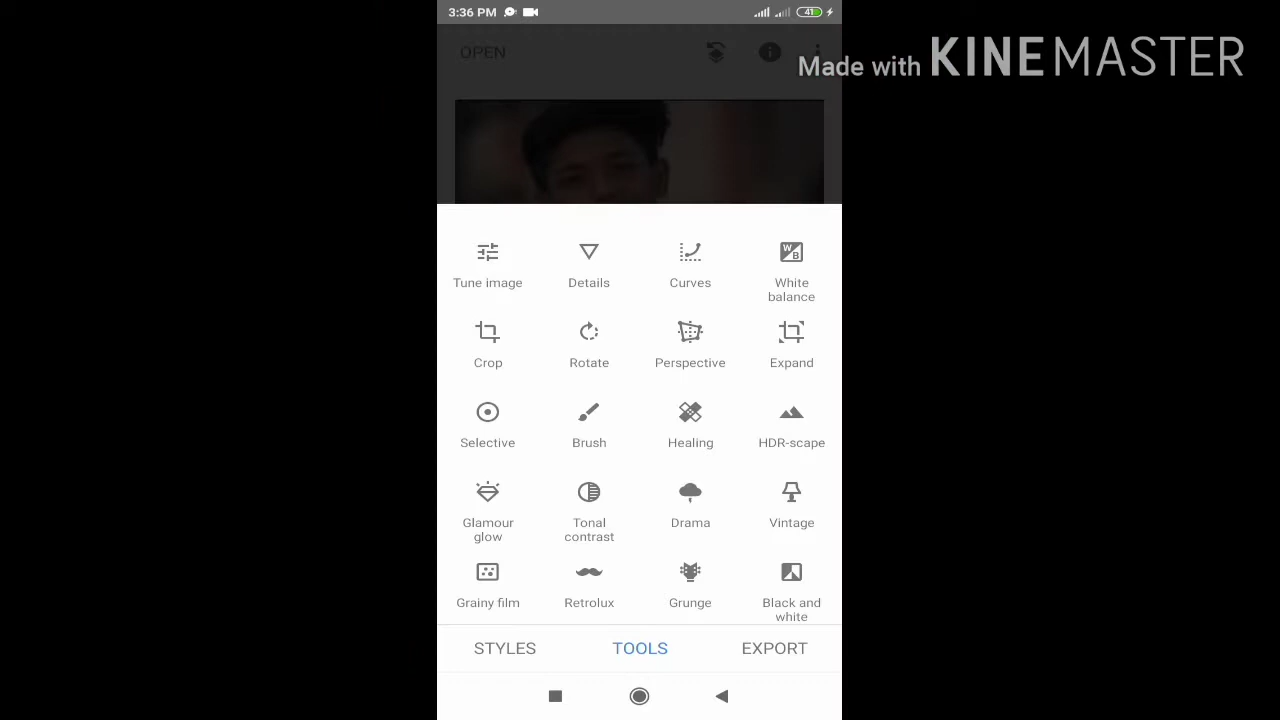 3:36 PM
41
OPEN
Made with KINEMASTER
Tune image
Details
Curves
White
balance
Crop
Rotate
Perspective
Expand
Selective
Brush
Healing
HDR-scape
Glamour
glow
Tonal
contrast
Drama
Vintage
Grainy film
Retrolux
Grunge
Black and
white
STYLES
TOOLS
EXPORT